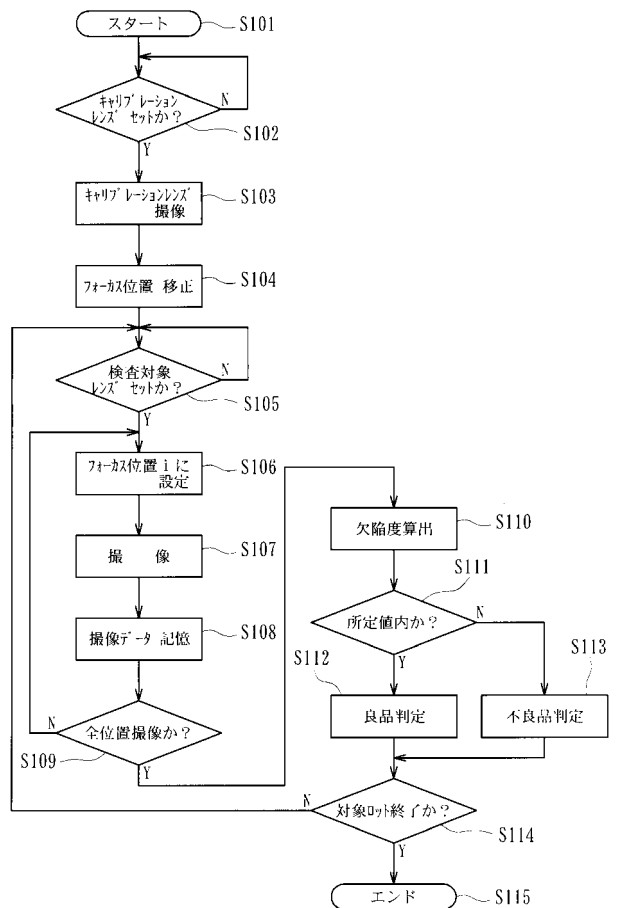 スタート
S101
キャリブレーション
レンズセットか？
N
S102
Y
キャリブレーションレンズ
撮像
S103
フォーカス位置 移正
S104
検査対象
レンズ セットか？
N
S105
Y
フォーカス位置 i に
設定
S106
撮 像
S107
撮像データ 記憶
S108
全位置撮像か？
N
S109
Y
欠陥度算出
S110
所定値内か？
S111
N
Y
良品判定
S112
不良品判定
S113
対象ロット終了か？
N
S114
Y
エンド
S115